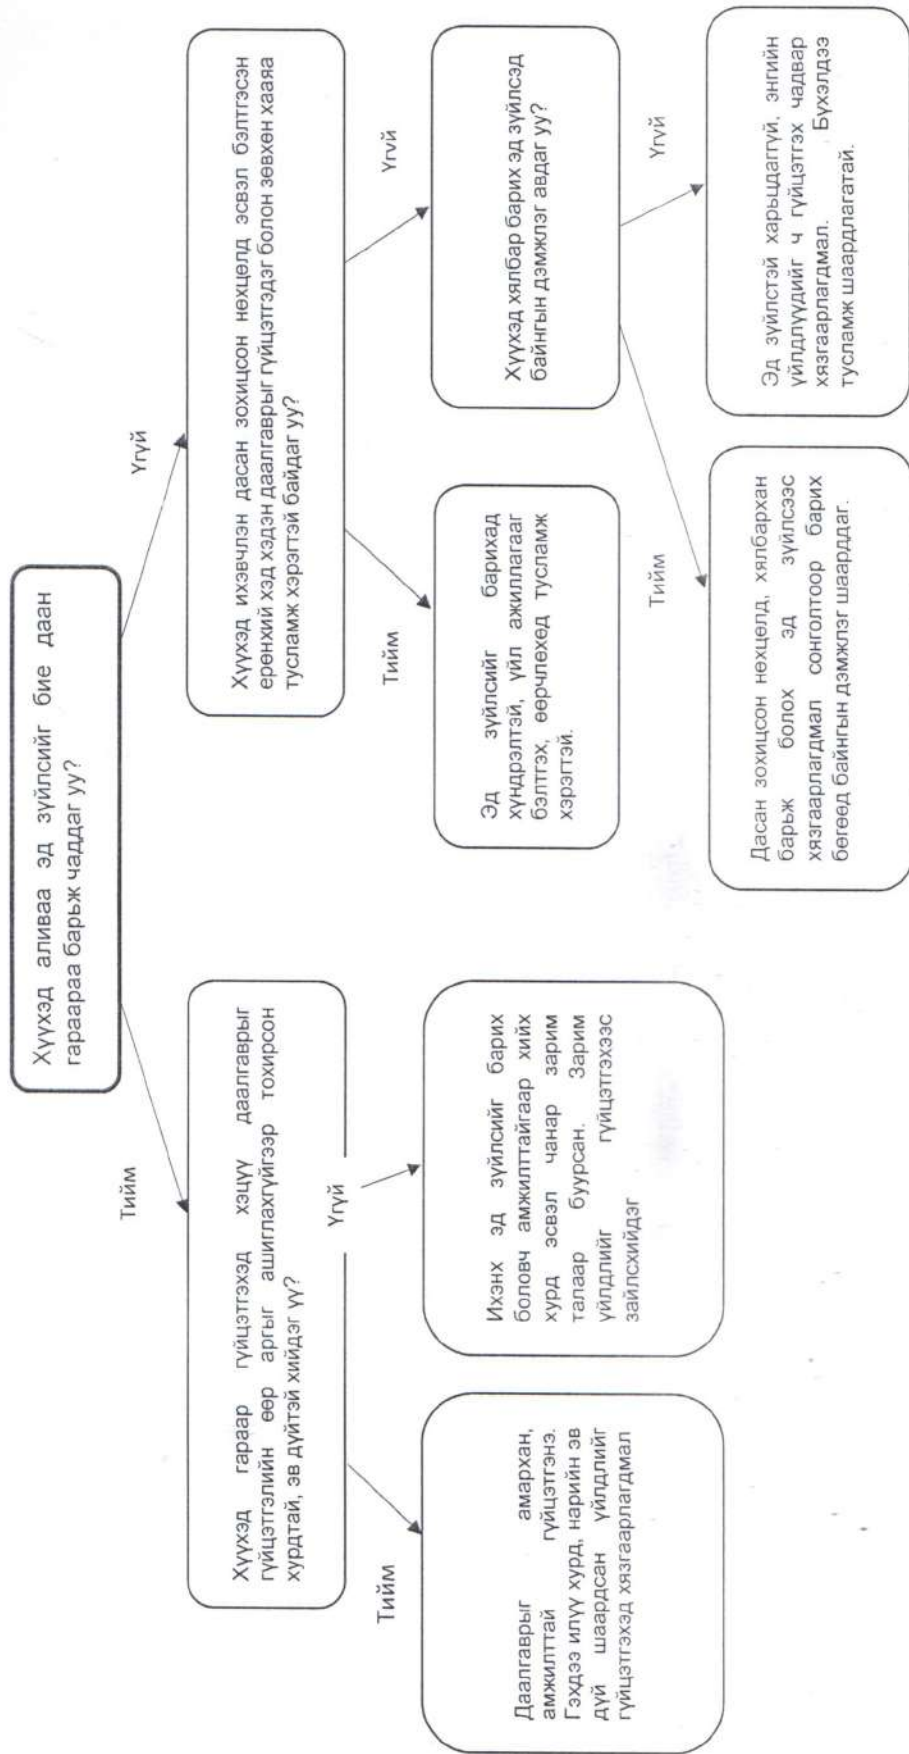 Хүүхэд аливаа эд зүйлсийг бие даан
гараараа барьж чаддаг уу?
Тийм
Үгүй
Хүүхэд гараар гүйцэтгэхэд хэцүү даалгаврыг
гүйцэтгэлийн өөр аргыг ашиглахгүйгээр тохирсон
хурдтай, эв дүйтэй хийдэг үү?
Хүүхэд ихэвчлэн дасан зохицсон нөхцөлд эсвэл бэлтгэсэн
ерөнхий хэд хэдэн даалгаврыг гүйцэтгэдэг болон зөвхөн хааяа
тусламж хэрэгтэй байдаг уу?
Тийм
Үгүй
Тийм
Үгүй
Даалгаврыг амархан,
амжилттай гүйцэтгэнэ.
Гэхдээ илүү хурд, нарийн эв
дүй шаардсан үйлдлийг
гүйцэтгэхэд хязгаарлагдмал
Ихэнх эд зүйлсийг барих
боловч амжилттайгаар хийх
хурд эсвэл чанар зарим
талаар буурсан. Зарим
үйлдлийг гүйцэтгэхээс
зайлсхийдэг
Эд зүйлсийг барихад
хүндрэлтэй, үйл ажиллагааг
бэлтгэх, өөрчлөхөд тусламж
хэрэгтэй.
Хүүхэд хялбар барих эд зүйлсэд
байнгын дэмжлэг авдаг уу?
Тийм
Үгүй
Дасан зохицсон нөхцөлд, хялбархан
барьж болох эд зүйлсээс
хязгаарлагдмал сонголтоор барих
бөгөөд байнгын дэмжлэг шаарддаг.
Эд зүйлстэй харьцдаггүй, энгийн
үйлдлүүдийг ч гүйцэтгэх чадвар
хязгаарлагдмал. Бүхэлдээ
тусламж шаардлагатай.